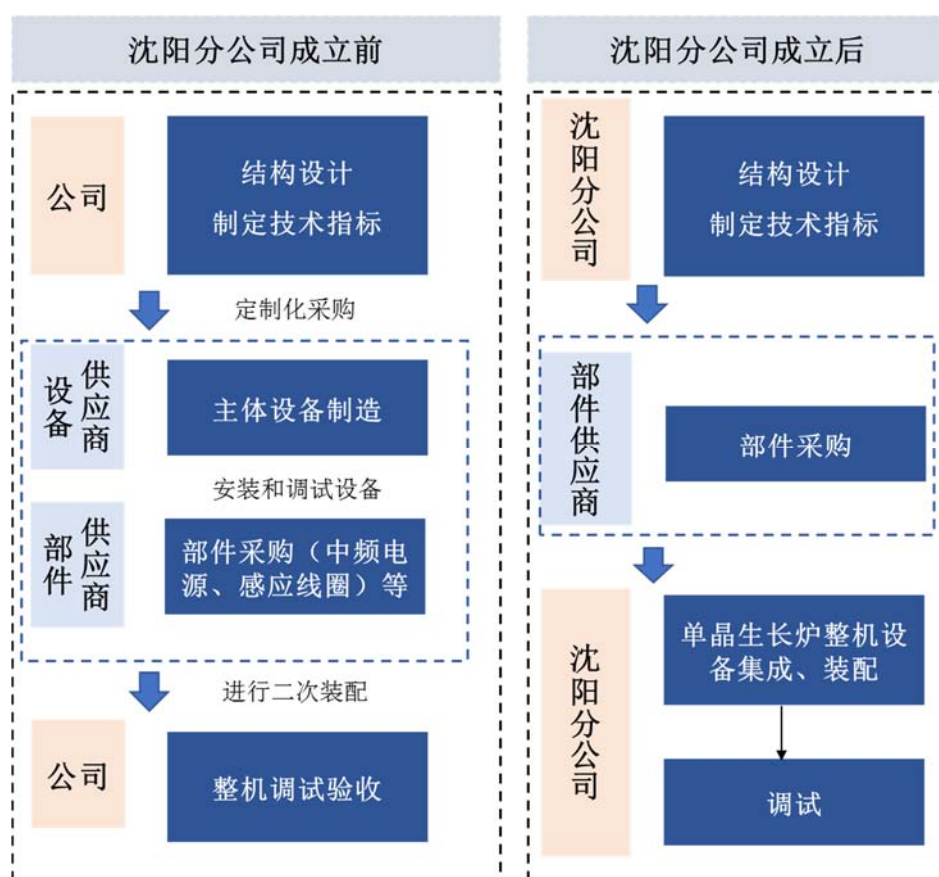 沈阳分公司成立前
公司
结构设计
制定技术指标
定制化采购
设备
供应商
主体设备制造
安装和调试设备
部件
供应商
部件采购（中频电
源、感应线圈）等
进行二次装配
公司
整机调试验收
沈阳分公司成立后
沈阳分公司
结构设计
制定技术指标
部件供应商
部件采购
沈阳分公司
单晶生长炉整机设
备集成、装配
调试